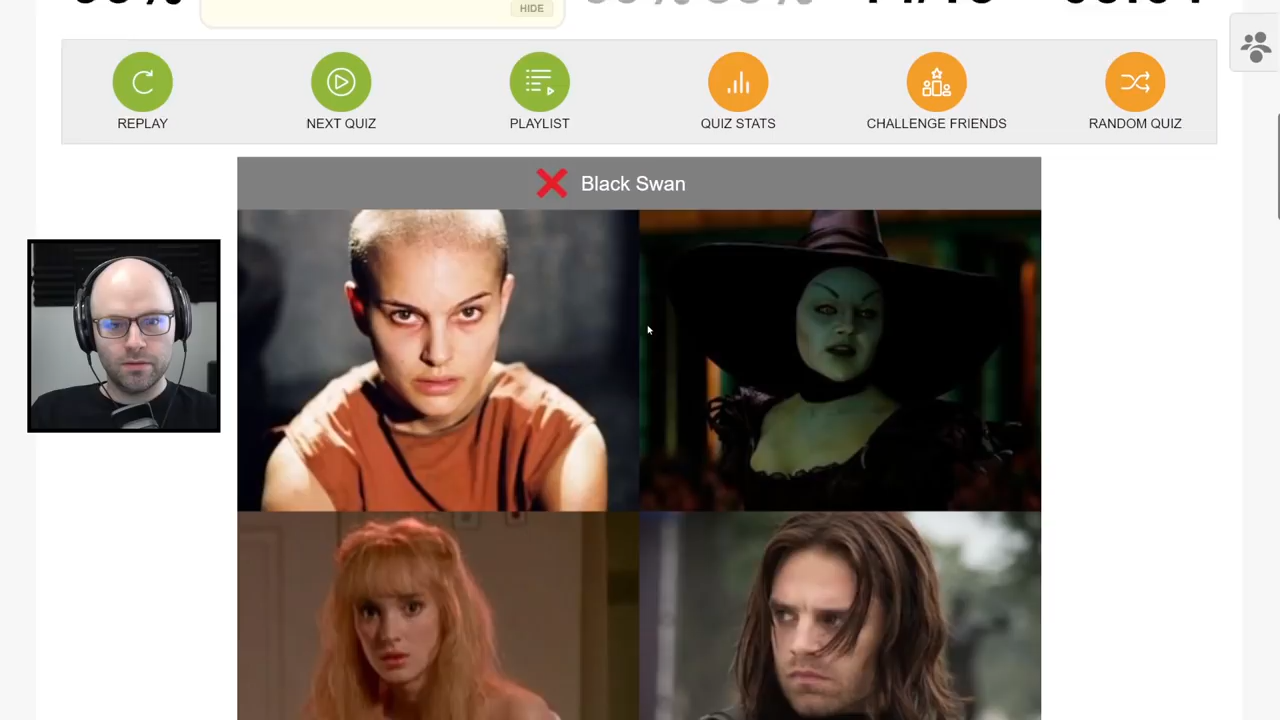 HIDE
REPLAY
NEXT QUIZ
PLAYLIST
QUIZ STATS
CHALLENGE FRIENDS
RANDOM QUIZ
Black Swan